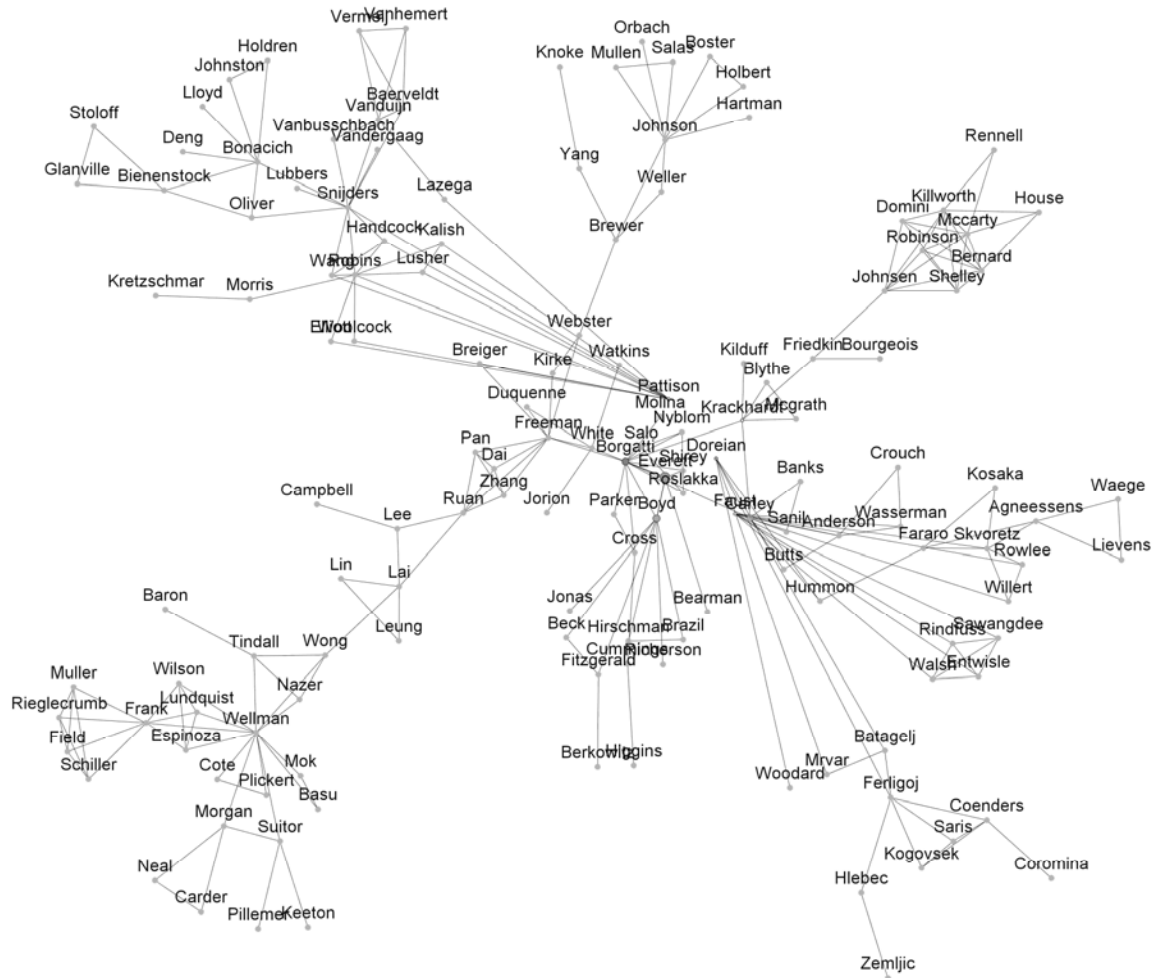 Vermeij
Vanhemert
Orbach
Boster
Holdren
Knoke
Mullen
Salas
Johnston
Holbert
Lloyd
Baerveldt
Hartman
Stoloff
Vanduijn
Vanbusschbach
Johnson
Deng
Bonacich
Vandergaag
Rennell
Yang
Glanville
Bienenstock
Lubbers
Snijders
Lazega
Weller
Killworth
House
Oliver
Domini
Mccarty
Handcock
Kalish
Brewer
Robinson
Wang
Robins
Lusher
Bernard
Kretzschmar
Morris
Johnsen
Shelley
Webster
Woolcock
Breiger
Kirke
Watkins
Kilduff
Friedkin
Bourgeois
Blythe
Duquenne
Pattison
Molina
Krackhardt
Mcgrath
Freeman
White
Salo
Nyblom
Pan
Borgatti
Doreian
Dai
Everett
Shirey
Banks
Crouch
Zhang
Roslakka
Kosaka
Waege
Campbell
Ruan
Jorion
Parker
Boyd
Faust
Carley
Sanil
Anderson
Wasserman
Agneessens
Lee
Cross
Fararo
Skvoretz
Butts
Rowlee
Lievens
Lin
Lai
Hummon
Willert
Baron
Jonas
Bearman
Leung
Beck
Hirschman
Brazil
Sawangdee
Tindall
Wong
Cummings
Rindfuss
Fitzgerald
Walsh
Entwisle
Muller
Wilson
Nazer
Rieglecrumb
Frank
Lundquist
Wellman
Field
Espinoza
Batagelj
Schiller
Cote
Mok
Berkowitz
Higgins
Woodard
Mrvar
Plickert
Basu
Ferligoj
Morgan
Suitor
Coenders
Saris
Neal
Kogovsek
Coromina
Carder
Hlebec
Pillemer
Keeton
Zemljic